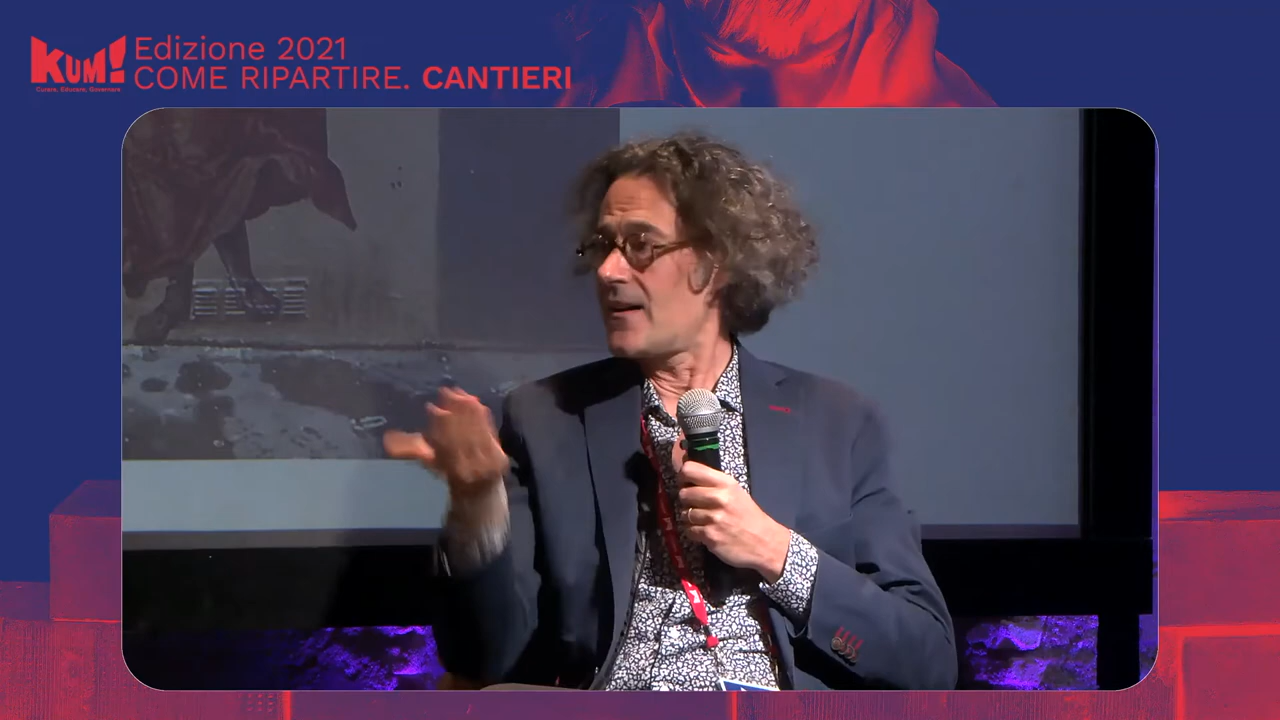 KUM!
Curare, Educare, Governare
Edizione 2021
COME RIPARTIRE. CANTIERI